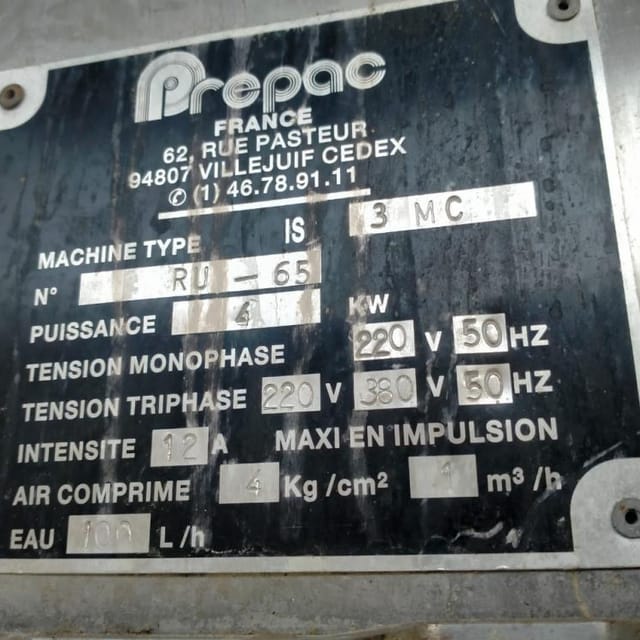 Prepac
FRANCE
62, RUE PASTEUR
94807 VILLEJUIF CEDEX
✆ (1) 46.78.91.11
MACHINE TYPE IS 3 MC
N° RU - 65
PUISSANCE 4 KW
TENSION MONOPHASE 220 V 50 HZ
TENSION TRIPHASE 220 V 380 V 50 HZ
INTENSITE 12 A MAXI EN IMPULSION
AIR COMPRIME 4 Kg/cm² 1 m³/h
EAU 100 L/h